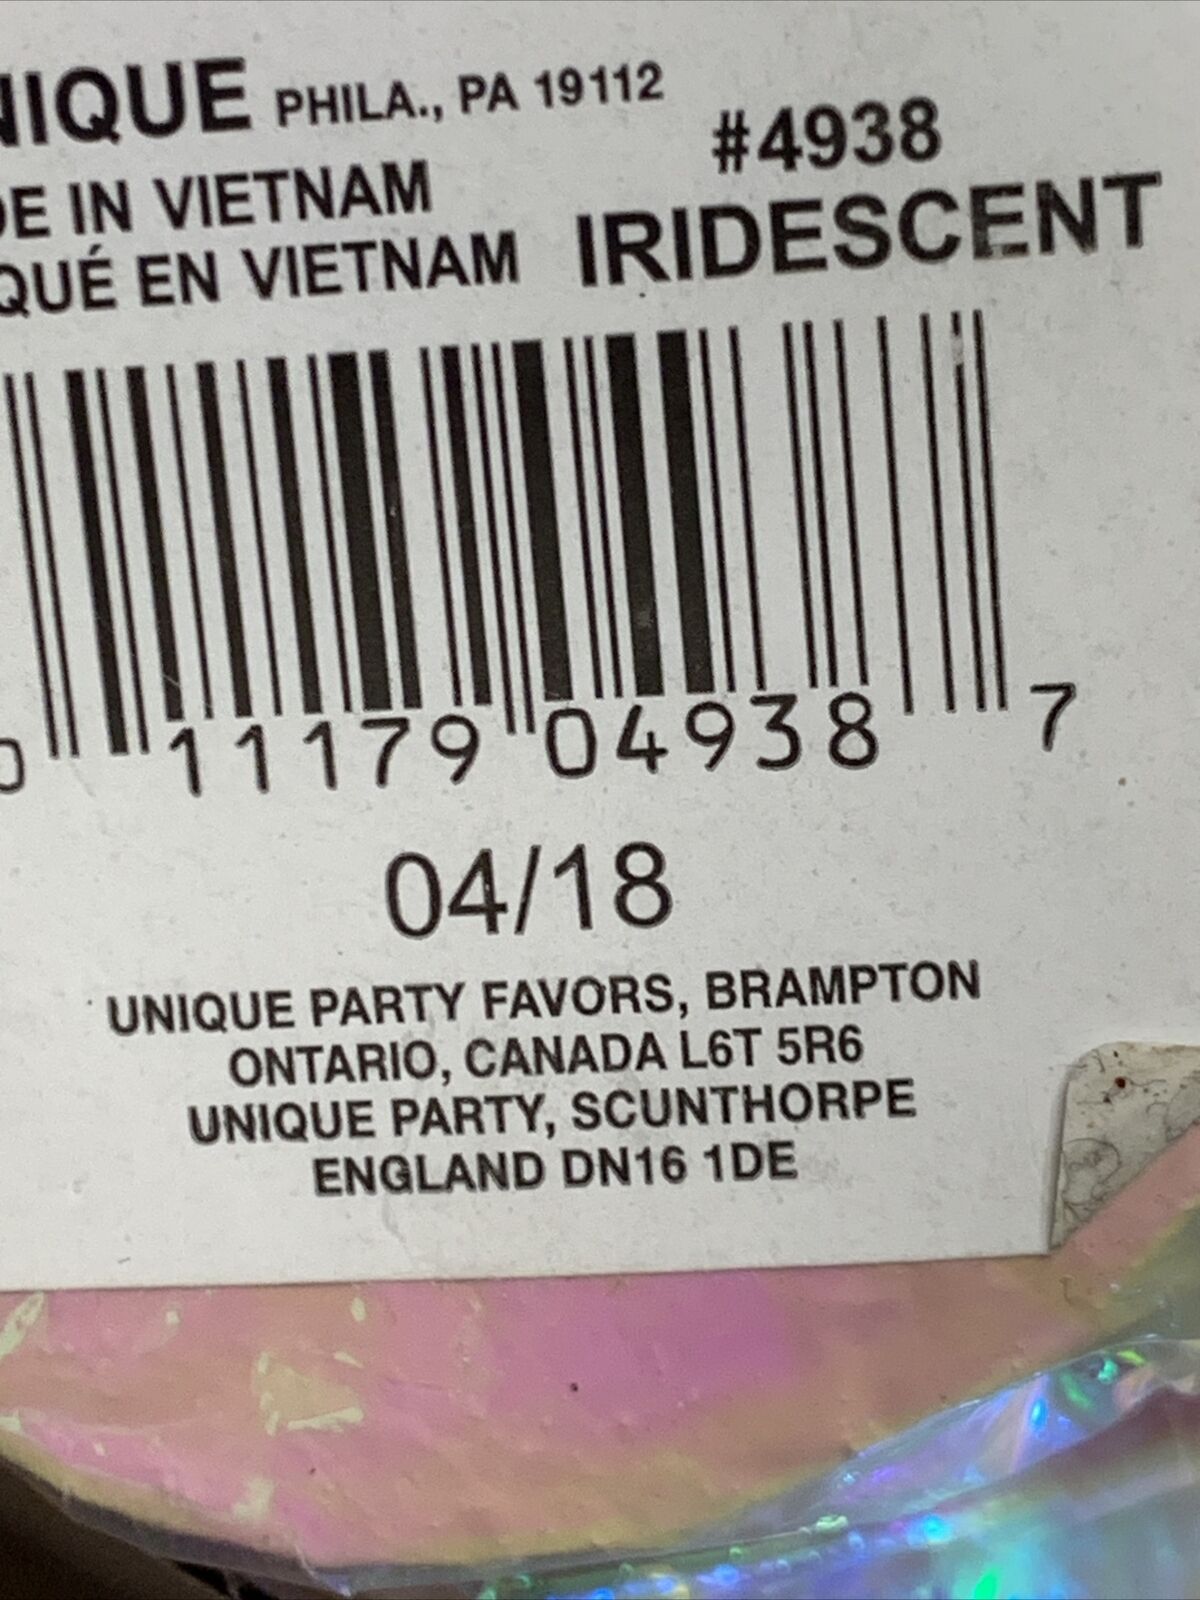 NIQUE PHILA., PA 19112
#4938
DE IN VIETNAM
IRIDESCENT
QUÉ EN VIETNAM
0 11179 04938 7
04/18
UNIQUE PARTY FAVORS, BRAMPTON
ONTARIO, CANADA L6T 5R6
UNIQUE PARTY, SCUNTHORPE
ENGLAND DN16 1DE